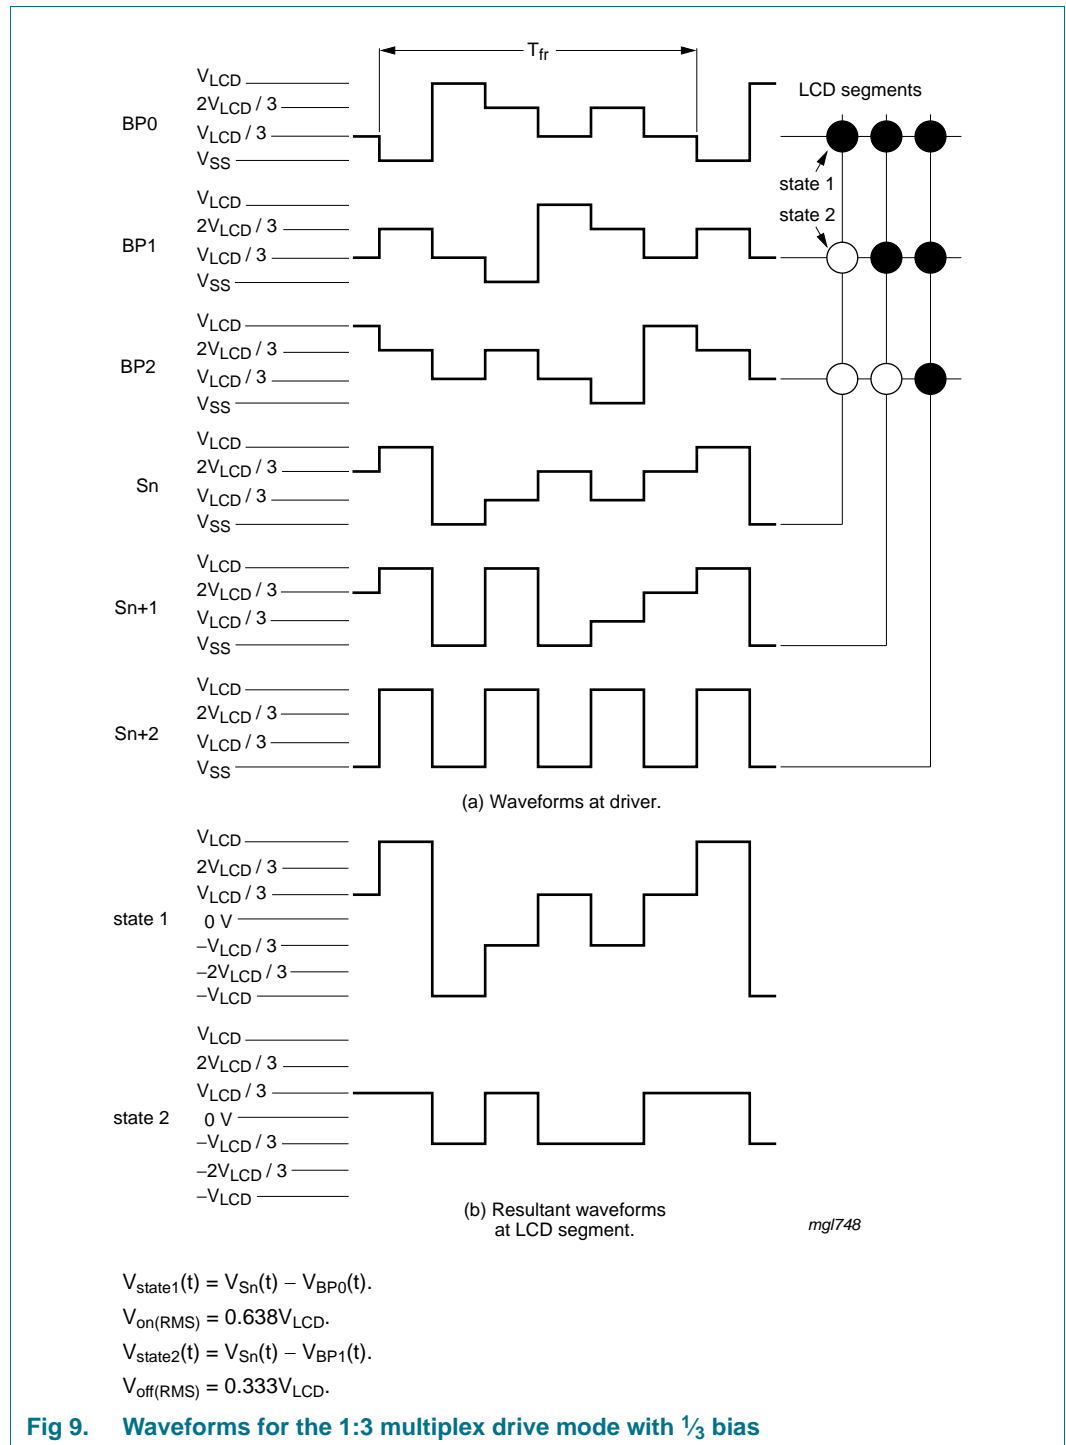 T_fr
V_LCD
2V_LCD / 3
BP0
V_LCD / 3
V_SS
LCD segments
state 1
state 2
V_LCD
2V_LCD / 3
BP1
V_LCD / 3
V_SS
V_LCD
2V_LCD / 3
BP2
V_LCD / 3
V_SS
V_LCD
2V_LCD / 3
Sn
V_LCD / 3
V_SS
V_LCD
2V_LCD / 3
Sn+1
V_LCD / 3
V_SS
V_LCD
2V_LCD / 3
Sn+2
V_LCD / 3
V_SS
(a) Waveforms at driver.
V_LCD
2V_LCD / 3
V_LCD / 3
state 1
0 V
−V_LCD / 3
−2V_LCD / 3
−V_LCD
V_LCD
2V_LCD / 3
V_LCD / 3
state 2
0 V
−V_LCD / 3
−2V_LCD / 3
−V_LCD
(b) Resultant waveforms
at LCD segment.
mgl748
V_state1(t) = V_Sn(t) − V_BP0(t).
V_on(RMS) = 0.638V_LCD.
V_state2(t) = V_Sn(t) − V_BP1(t).
V_off(RMS) = 0.333V_LCD.
Fig 9. Waveforms for the 1:3 multiplex drive mode with 1⁄3 bias